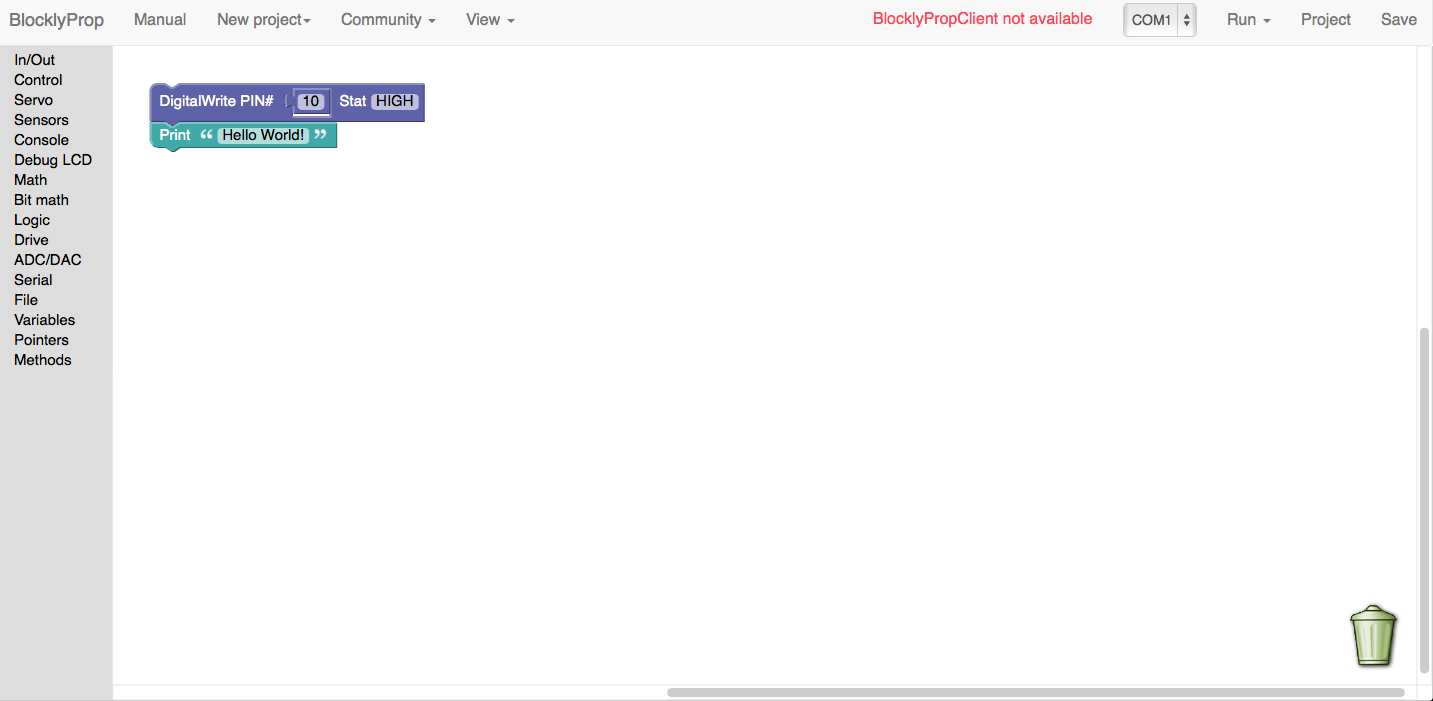 BlocklyProp Manual New project Community View BlocklyPropClient not available COM1 Run Project Save
In/Out
Control
Servo
Sensors
Console
Debug LCD
Math
Bit math
Logic
Drive
ADC/DAC
Serial
File
Variables
Pointers
Methods
DigitalWrite PIN# 10 Stat HIGH
Print “ Hello World! ”